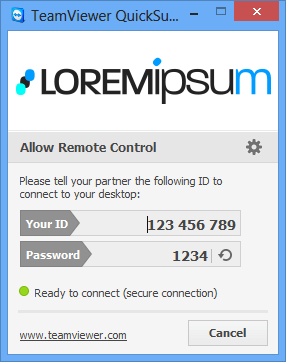 TeamViewer QuickSu...
LOREMipsum
Allow Remote Control
Please tell your partner the following ID to
connect to your desktop:
Your ID 123 456 789
Password 1234
Ready to connect (secure connection)
www.teamviewer.com Cancel